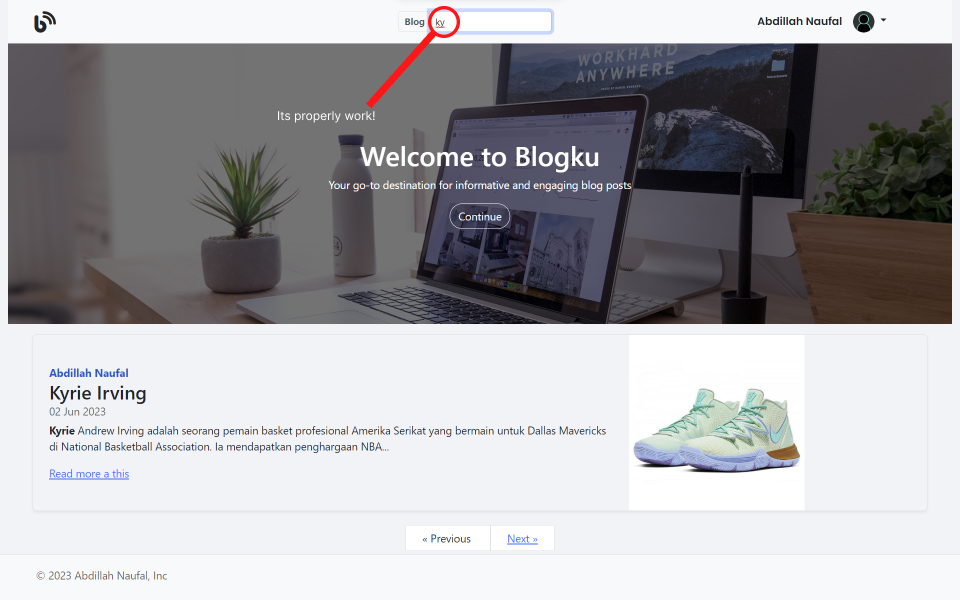 Blog ky
Abdillah Naufal
WORKHARD
ANYWHERE
Its properly work!
Welcome to Blogku
Your go-to destination for informative and engaging blog posts
Continue
Abdillah Naufal
Kyrie Irving
02 Jun 2023
Kyrie Andrew Irving adalah seorang pemain basket profesional Amerika Serikat yang bermain untuk Dallas Mavericks
di National Basketball Association. Ia mendapatkan penghargaan NBA...
Read more a this
« Previous
Next »
© 2023 Abdillah Naufal, Inc